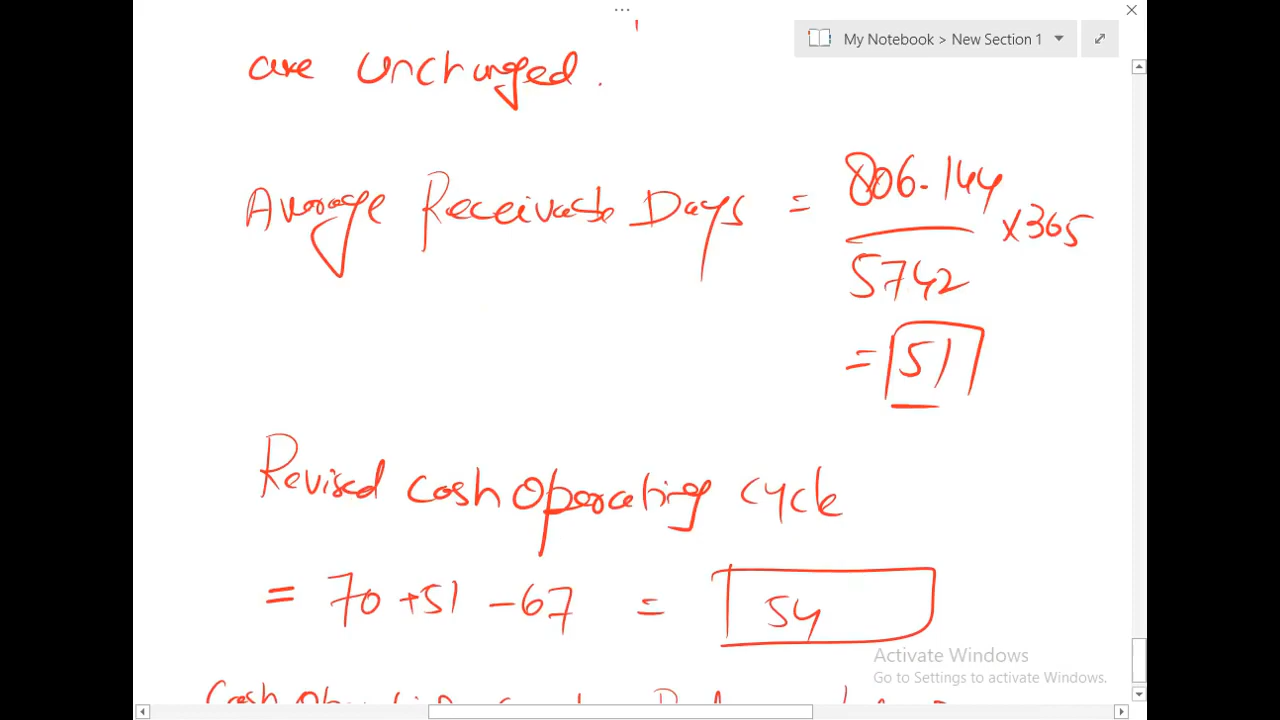 My Notebook > New Section 1
are unchanged.
Average Receivable Days = 806.144 x365
5742
= 51
Revised cash operating cycle
= 70 +51 -67 = 54
Activate Windows
Go to Settings to activate Windows.
Cash